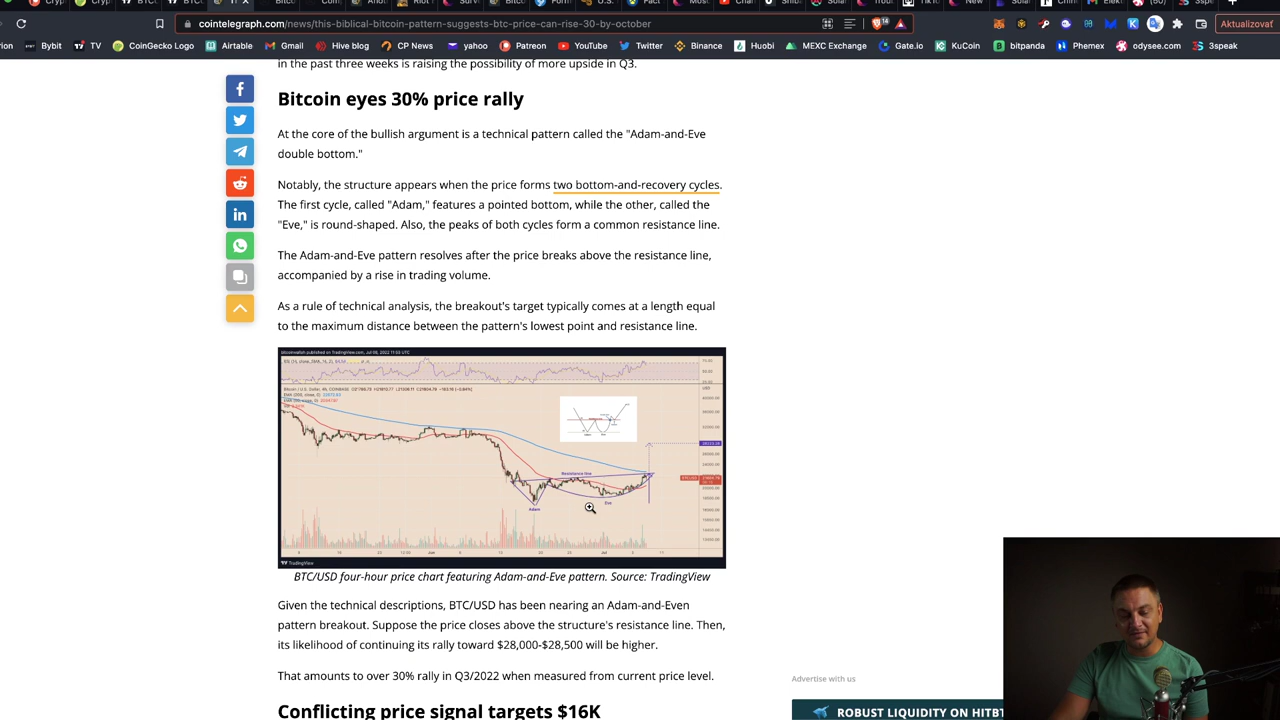 cointelegraph.com/news/this-biblical-bitcoin-pattern-suggests-btc-price-can-rise-30-by-october
14
Aktualizovať
Bybit
TV
CoinGecko Logo
Airtable
Gmail
Hive blog
CP News
yahoo
Patreon
YouTube
Twitter
Binance
Huobi
MEXC Exchange
Gate.io
KuCoin
bitpanda
Phemex
odysee.com
3speak
in the past three weeks is raising the possibility of more upside in Q3.
Bitcoin eyes 30% price rally
At the core of the bullish argument is a technical pattern called the "Adam-and-Eve
double bottom."
Notably, the structure appears when the price forms two bottom-and-recovery cycles.
The first cycle, called "Adam," features a pointed bottom, while the other, called the
"Eve," is round-shaped. Also, the peaks of both cycles form a common resistance line.
The Adam-and-Eve pattern resolves after the price breaks above the resistance line,
accompanied by a rise in trading volume.
As a rule of technical analysis, the breakout's target typically comes at a length equal
to the maximum distance between the pattern's lowest point and resistance line.
Resistance line
Adam
Eve
TradingView
BTC/USD four-hour price chart featuring Adam-and-Eve pattern. Source: TradingView
Given the technical descriptions, BTC/USD has been nearing an Adam-and-Even
pattern breakout. Suppose the price closes above the structure's resistance line. Then,
its likelihood of continuing its rally toward $28,000-$28,500 will be higher.
That amounts to over 30% rally in Q3/2022 when measured from current price level.
Conflicting price signal targets $16K
Advertise with us
ROBUST LIQUIDITY ON HITBT